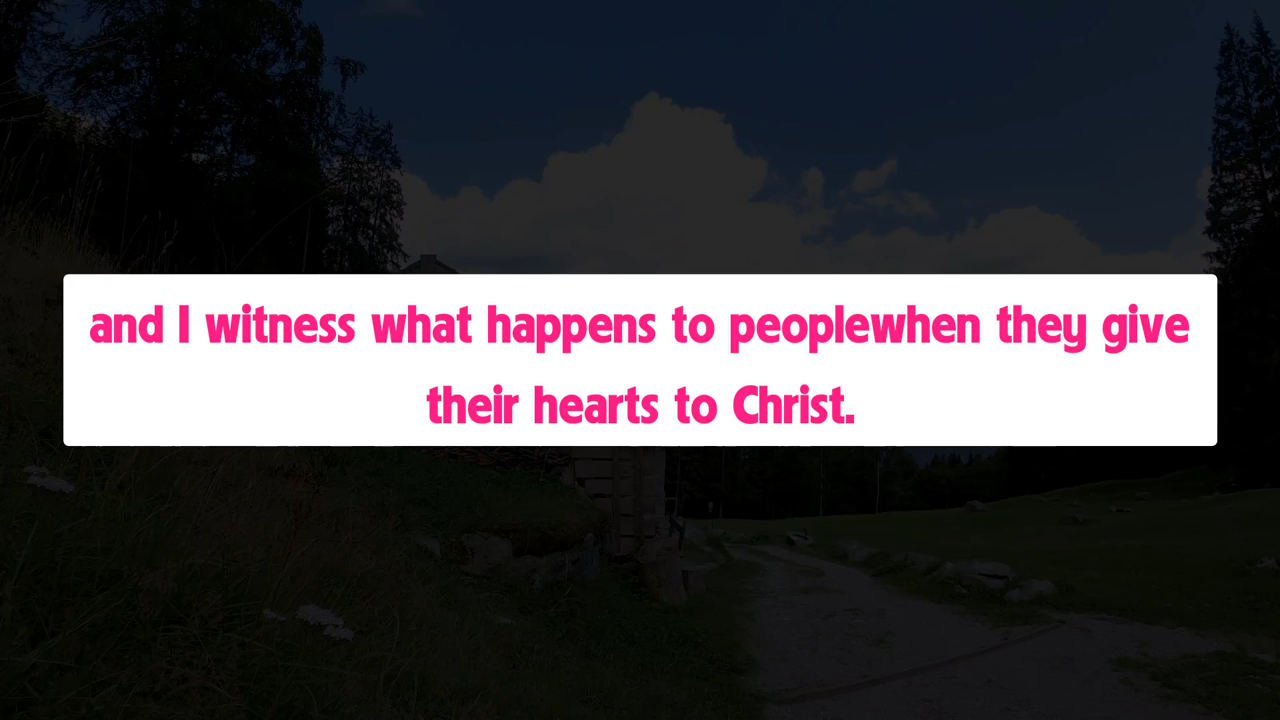 and I witness what happens to peoplewhen they give
their hearts to Christ.